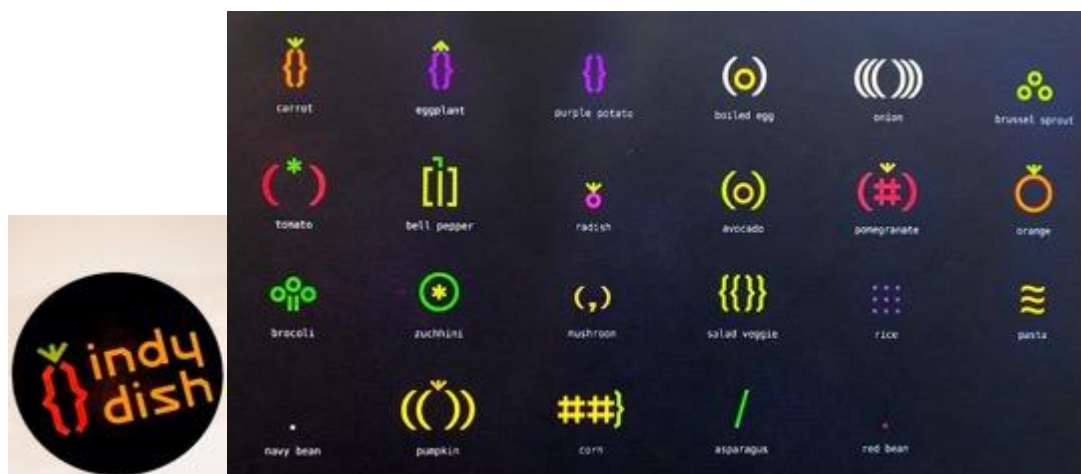 indy
dish
carrot
eggplant
purple potato
boiled egg
onion
brussel sprout
tomato
bell pepper
radish
avocado
pomegranate
orange
brocoli
zuchhini
mushroom
salad veggie
rice
pasta
navy bean
pumpkin
corn
asparagus
red bean